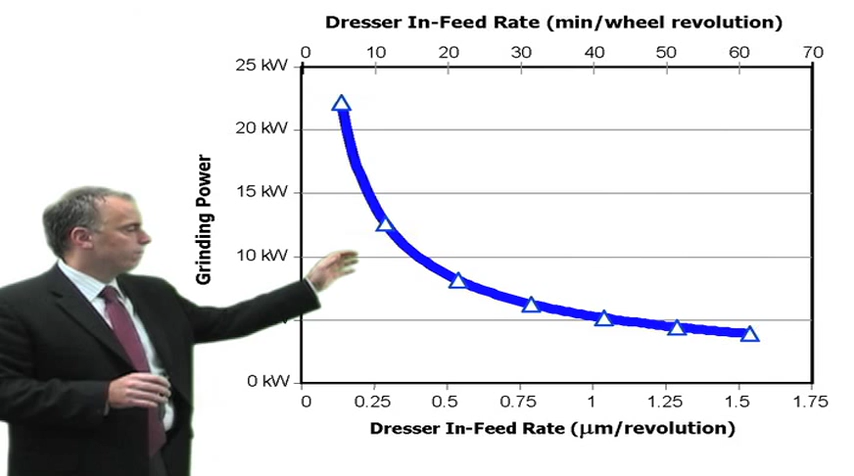 Dresser In-Feed Rate (min/wheel revolution)
0 10 20 30 40 50 60 70
25 kW
20 kW
15 kW
10 kW
0 kW
Grinding Power
0 0.25 0.5 0.75 1 1.25 1.5 1.75
Dresser In-Feed Rate (μm/revolution)